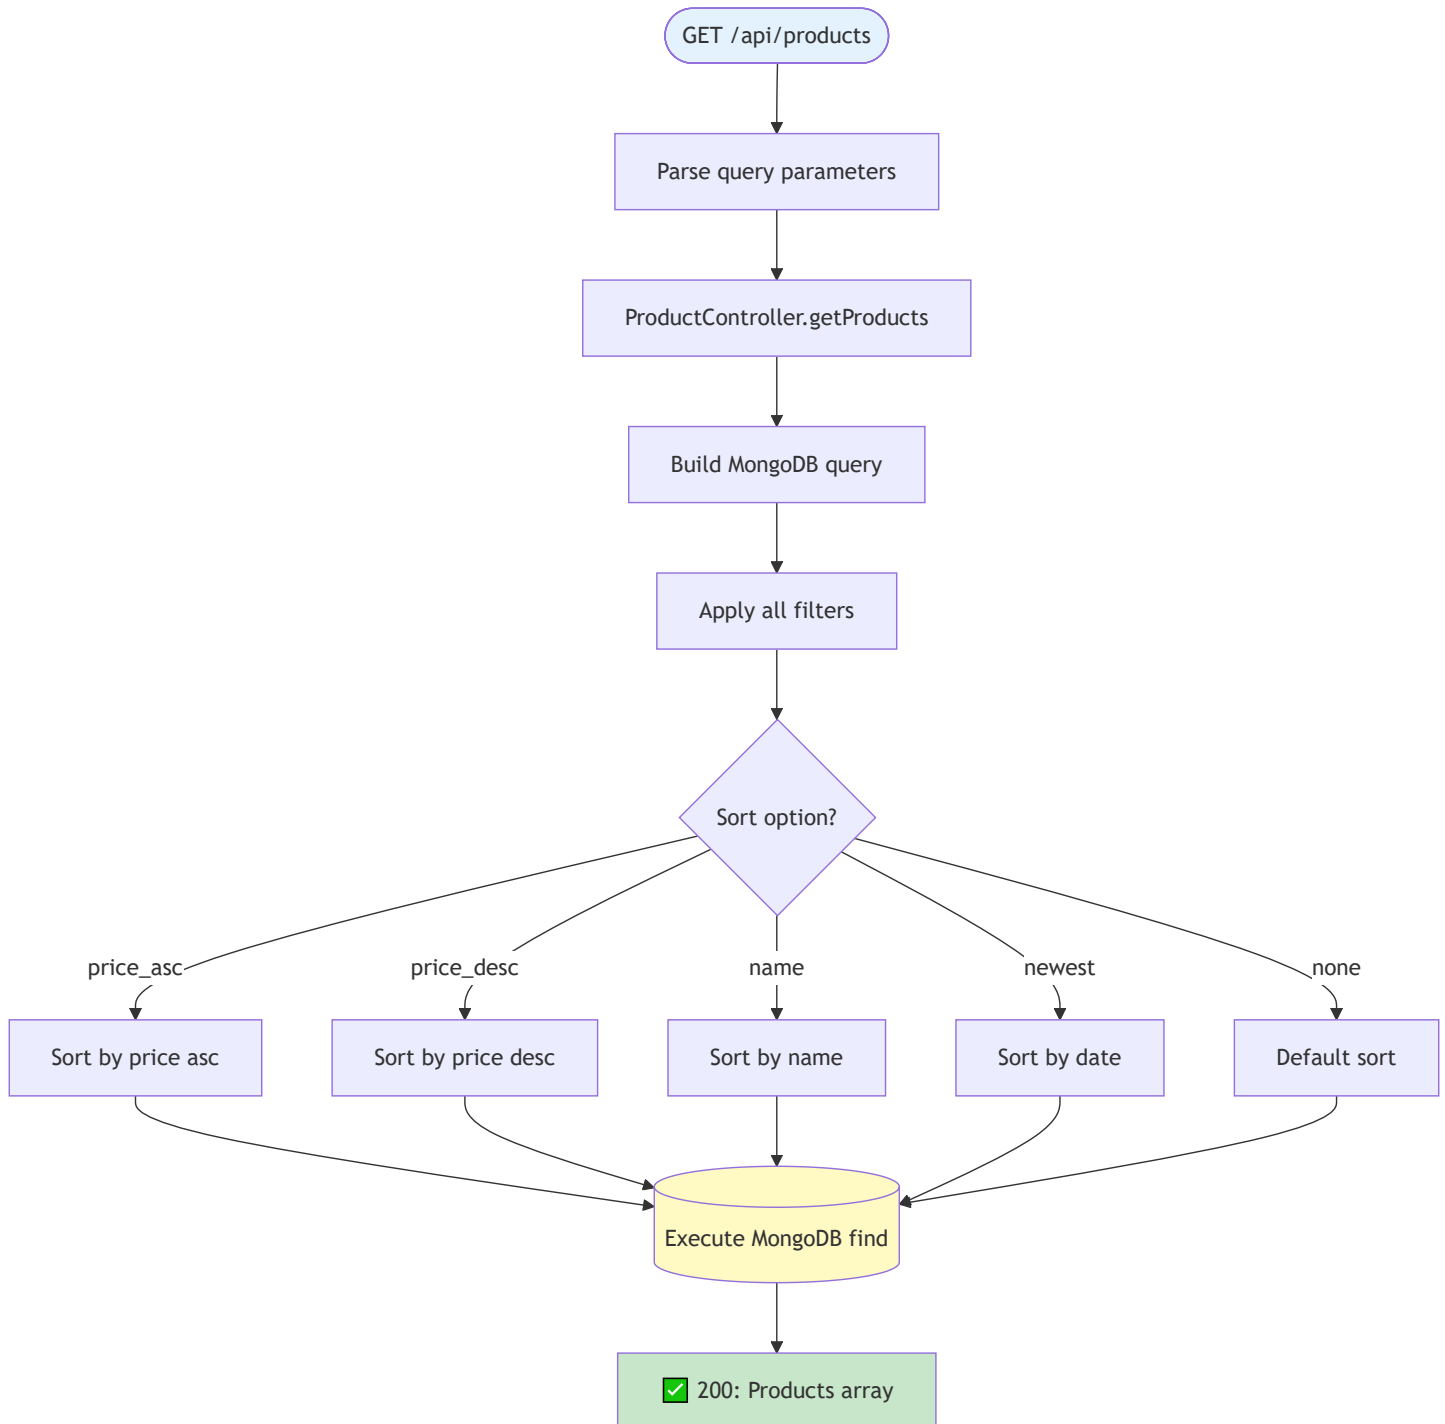 GET /api/products
Parse query parameters
ProductController.getProducts
Build MongoDB query
Apply all filters
Sort option?
price_asc
price_desc
name
newest
none
Sort by price asc
Sort by price desc
Sort by name
Sort by date
Default sort
Execute MongoDB find
✅ 200: Products array